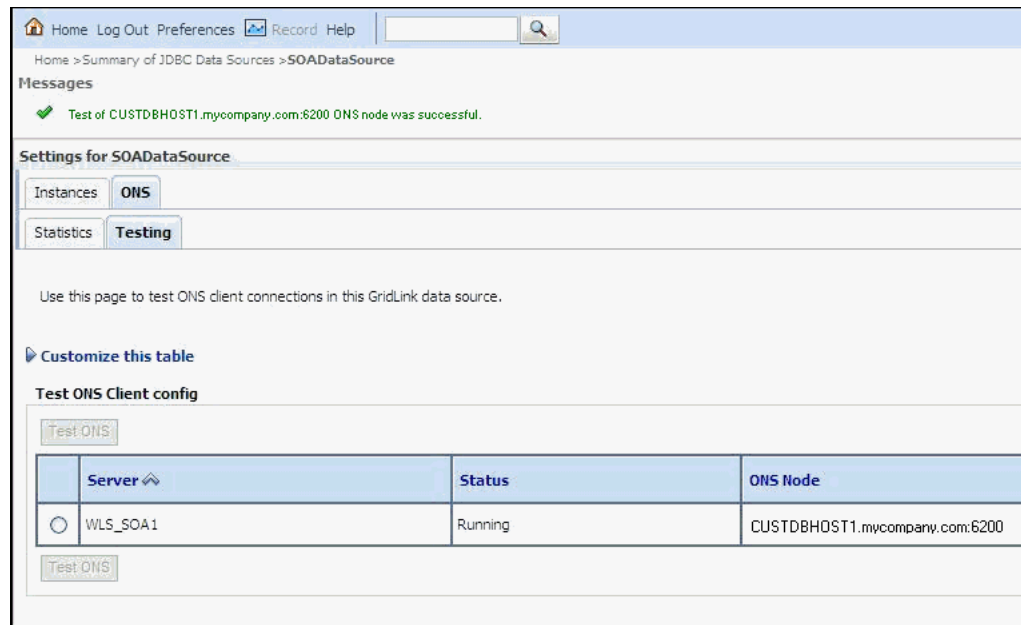 Home Log Out Preferences Record Help
Home >Summary of JDBC Data Sources >SOADataSource
Messages
Test of CUSTDBHOST1.mycompany.com:6200 ONS node was successful.
Settings for SOADataSource
Instances ONS
Statistics Testing
Use this page to test ONS client connections in this GridLink data source.
Customize this table
Test ONS Client config
Test ONS
Server Status ONS Node
WLS_SOA1 Running CUSTDBHOST1.mycompany.com:6200
Test ONS